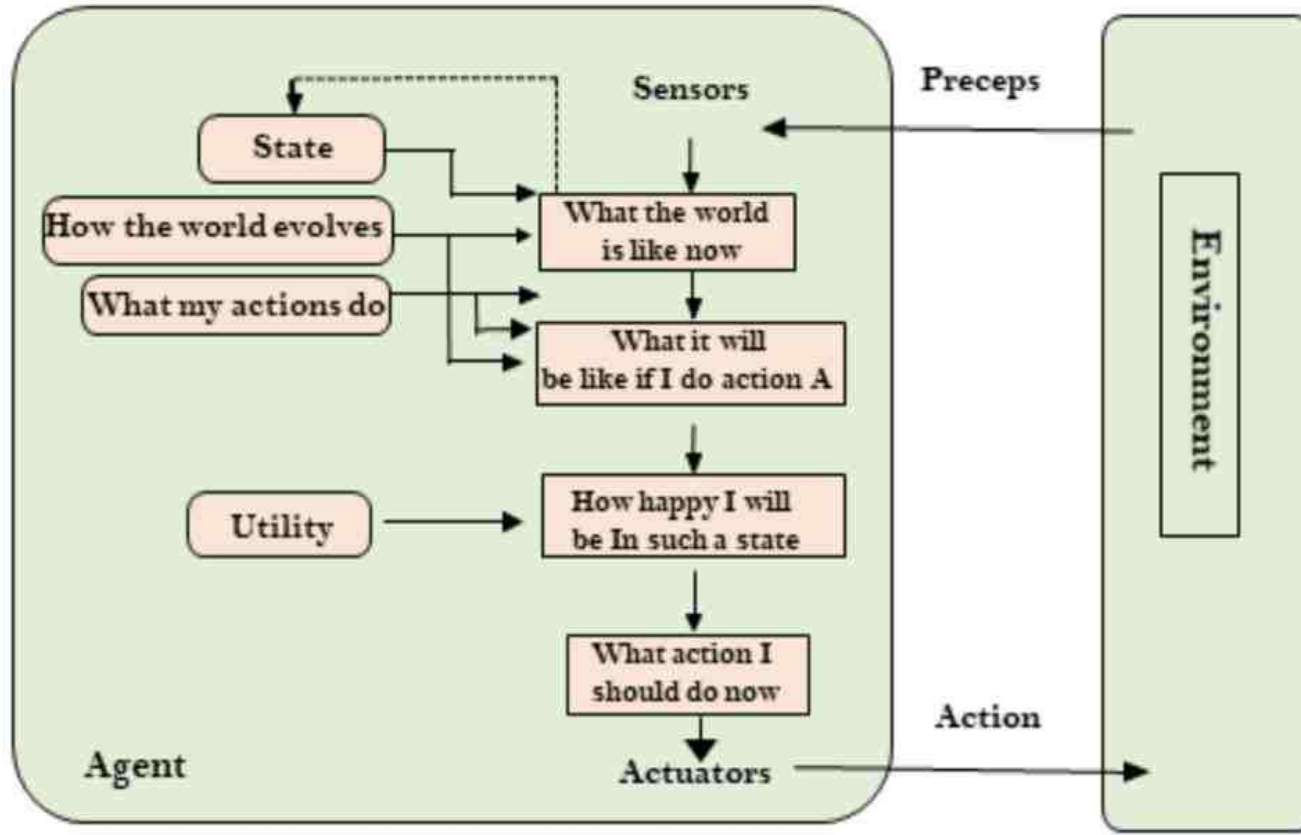 Sensors
Preceps
State
How the world evolves
What my actions do
What the world
is like now
What it will
be like if I do action A
Utility
How happy I will
be In such a state
What action I
should do now
Actuators
Agent
Action
Environment